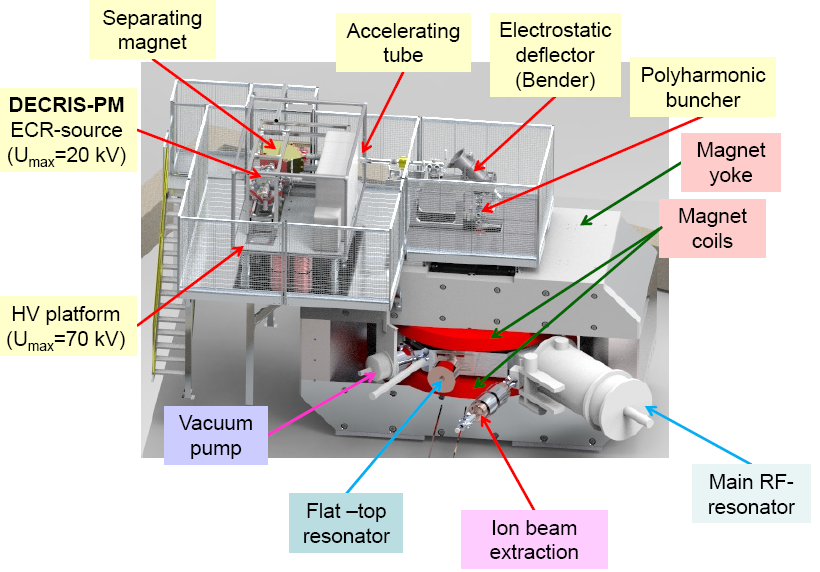 Separating
magnet
Accelerating
tube
Electrostatic
deflector
(Bender)
Polyharmonic
buncher
DECRIS-PM
ECR-source
(Umax=20 kV)
Magnet
yoke
Magnet
coils
HV platform
(Umax=70 kV)
Vacuum
pump
Flat –top
resonator
Ion beam
extraction
Main RF-
resonator